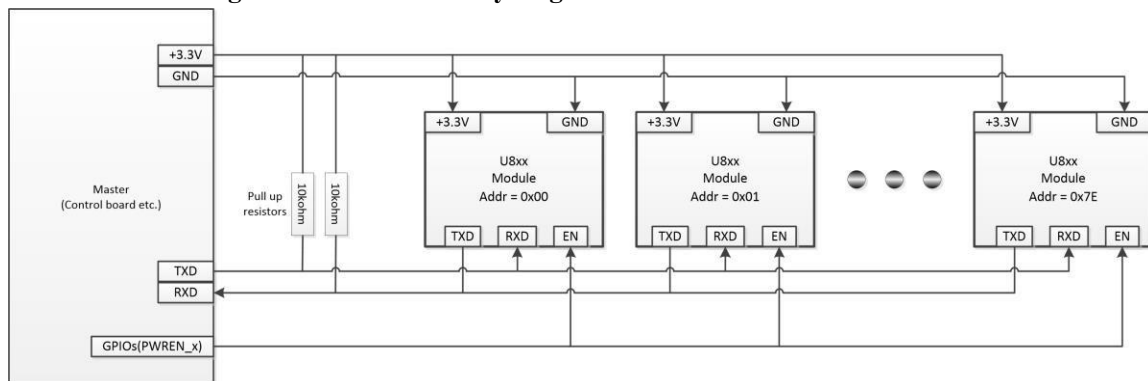 +3.3V
GND
Master
(Control board etc.)
Pull up
resistors
10kohm
10kohm
TXD
RXD
GPIOs(PWREN_x)
+3.3V
GND
U8xx
Module
Addr = 0x00
TXD
RXD
EN
+3.3V
GND
U8xx
Module
Addr = 0x01
TXD
RXD
EN
+3.3V
GND
U8xx
Module
Addr = 0x7E
TXD
RXD
EN